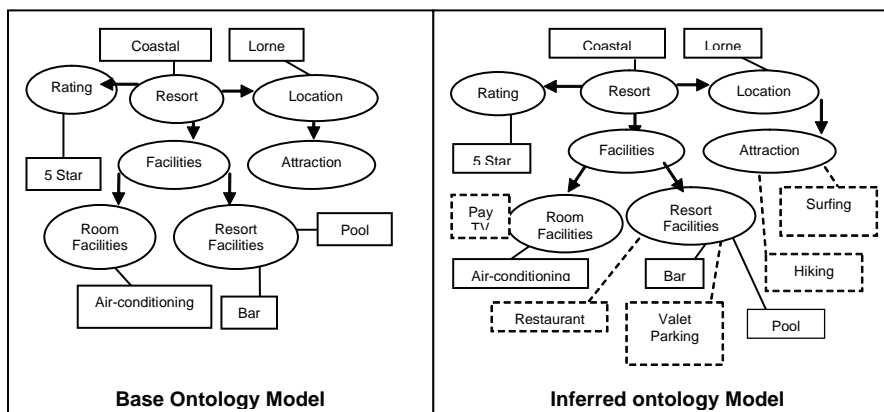 Coastal
Lorne
Rating
Resort
Location
5 Star
Facilities
Attraction
Room
Facilities
Resort
Facilities
Pool
Air-conditioning
Bar
Base Ontology Model
Coastal
Lorne
Rating
Resort
Location
5 Star
Facilities
Attraction
Pay
TV
Room
Facilities
Resort
Facilities
Surfing
Air-conditioning
Bar
Hiking
Restaurant
Valet
Parking
Pool
Inferred ontology Model